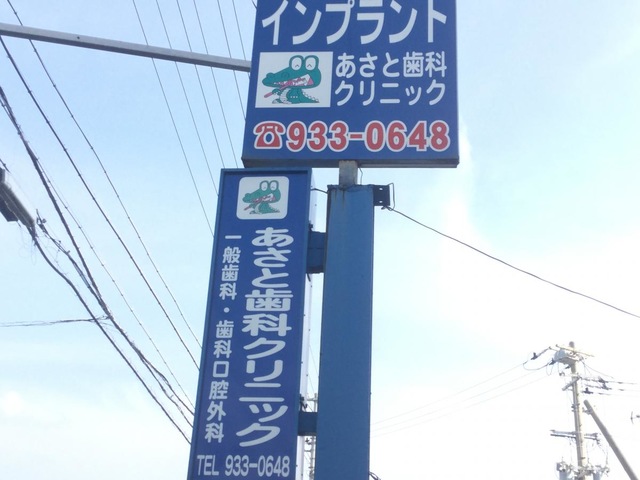 インプラント
あさと歯科
クリニック
☎933-0648
あさと歯科クリニック
一般歯科・歯科口腔外科
TEL 933-0648